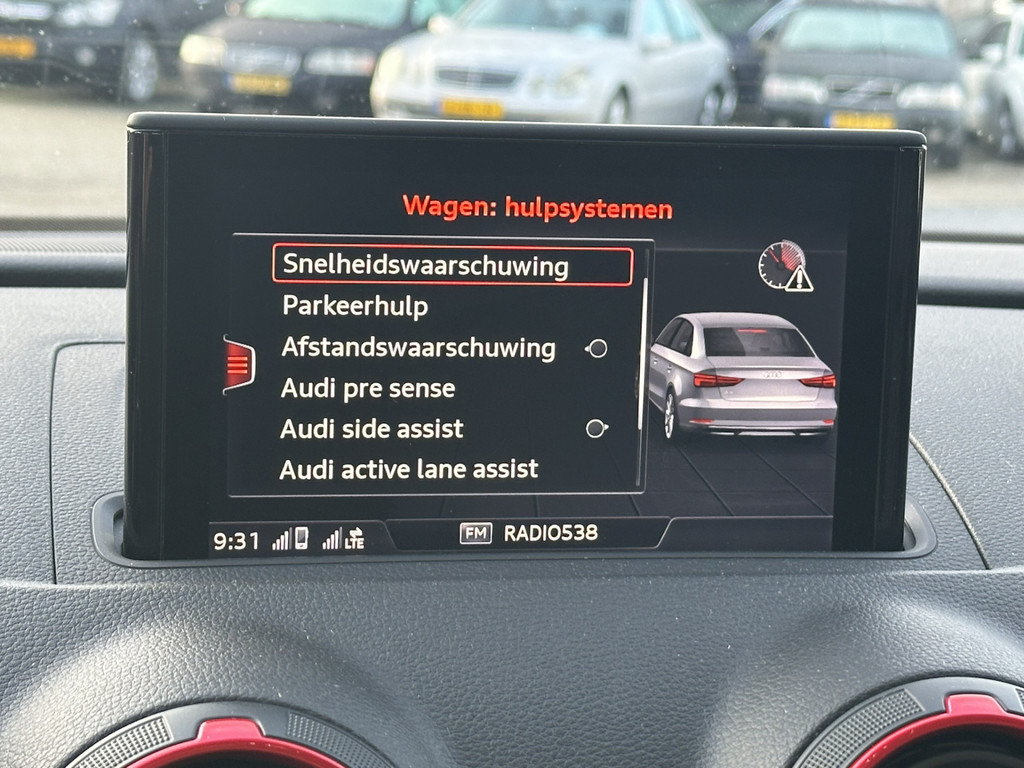 Wagen: hulpsystemen
Snelheidswaarschuwing
Parkeerhulp
Afstandswaarschuwing
Audi pre sense
Audi side assist
Audi active lane assist
9:31 LTE FM RADIO538